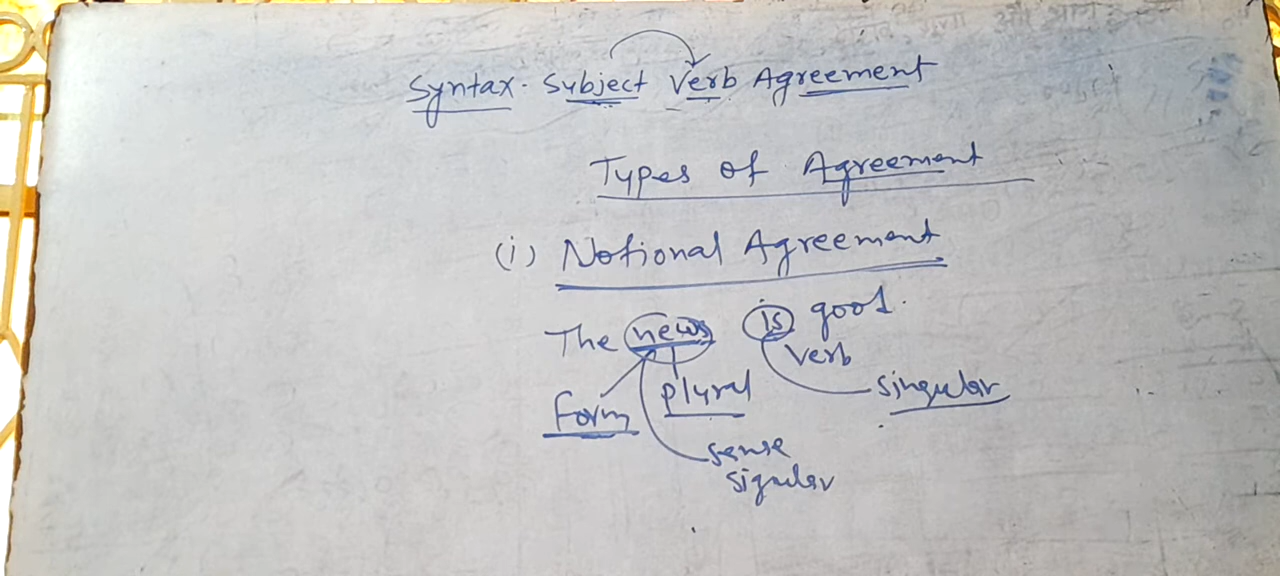 Syntax. Subject Verb Agreement
Types of Agreement
(i) Notional Agreement
The news is good.
verb
Form plural singular
sense
sigular